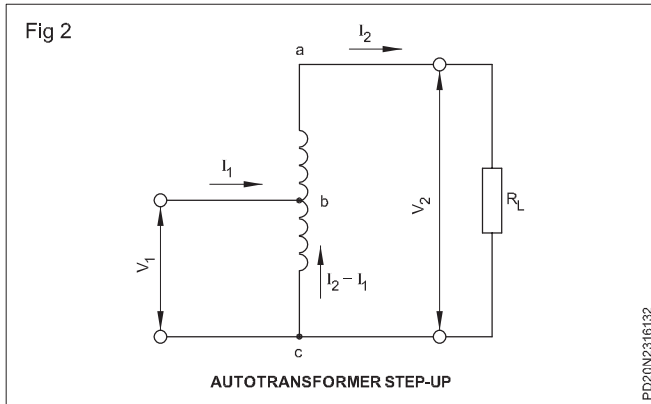 Fig 2
a
I2
I1
b
V1
V2
RL
I2 – I1
c
AUTOTRANSFORMER STEP-UP
PD20N2316132